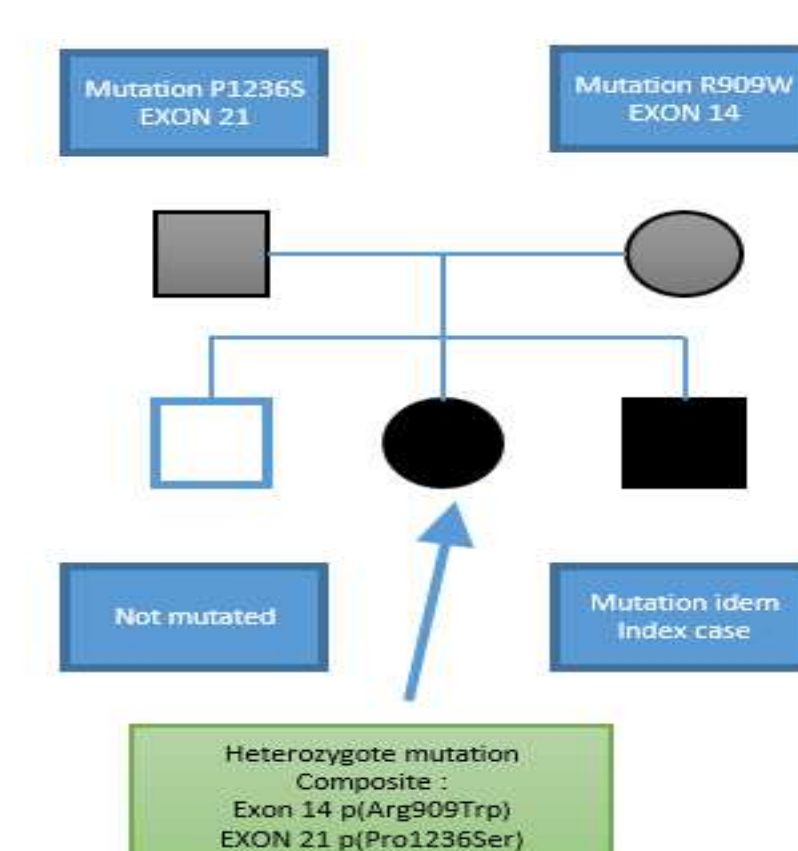 Mutation P1236S
EXON 21
Mutation R909W
EXON 14
Not mutated
Mutation idem
Index case
Heterozygote mutation
Composite :
Exon 14 p(Arg909Trp)
EXON 21 p(Pro1236Ser)